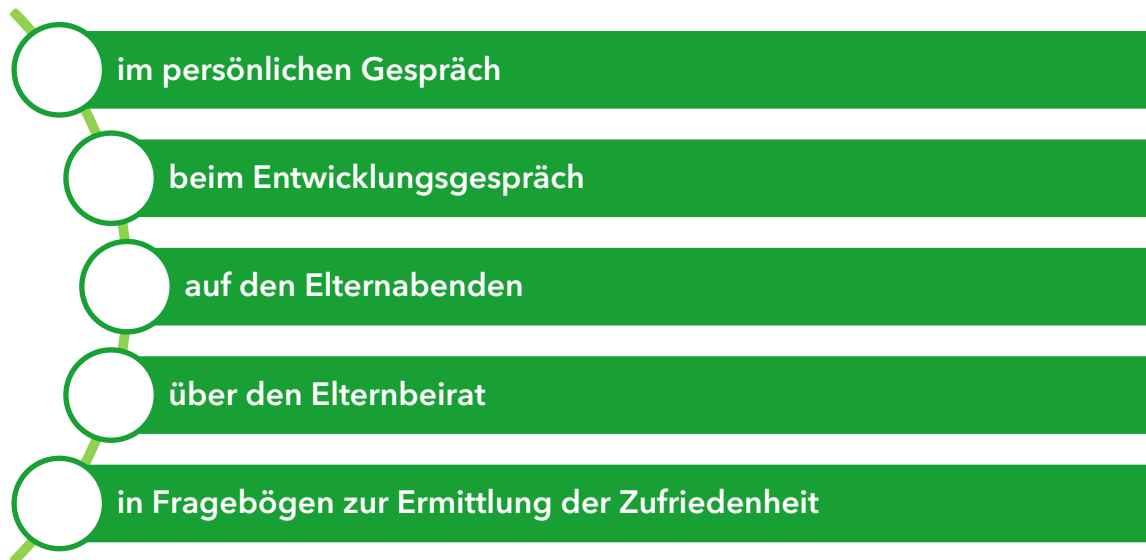 im persönlichen Gespräch
beim Entwicklungsgespräch
auf den Elternabenden
über den Elternbeirat
in Fragebögen zur Ermittlung der Zufriedenheit